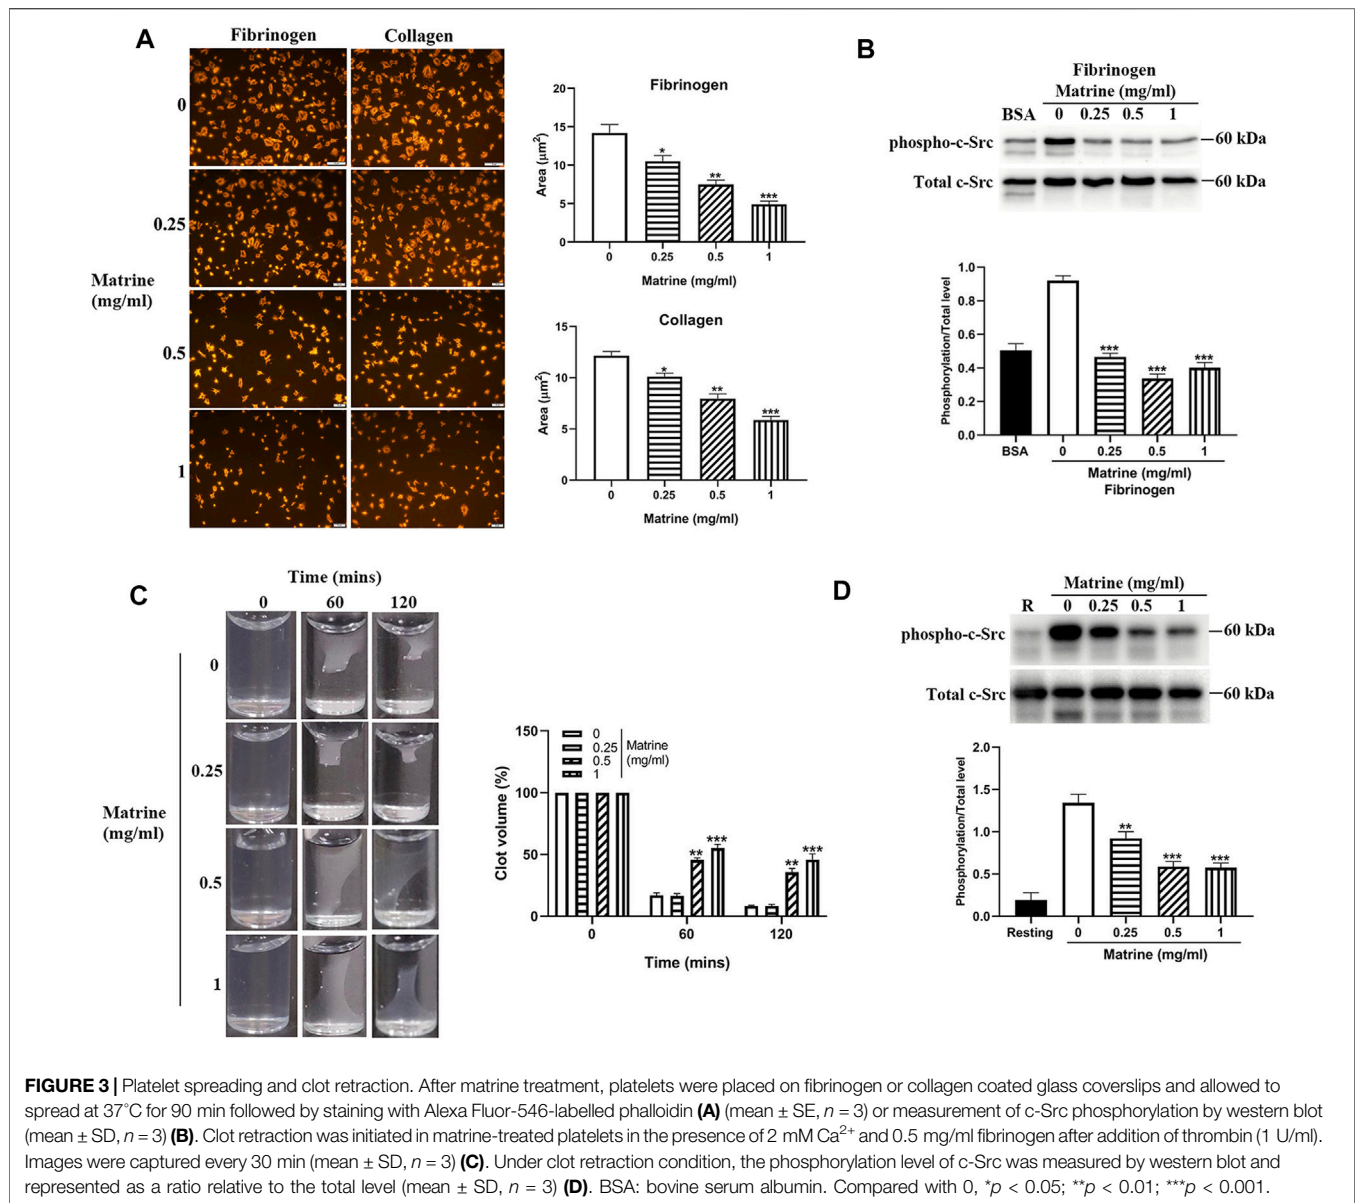 A
Fibrinogen
Collagen
0
0.25
Matrine
(mg/ml)
0.5
1
Fibrinogen
20
15
10
5
0
Area (μm²)
*
**
***
0
0.25
0.5
1
Matrine (mg/ml)
Collagen
15
10
5
0
Area (μm²)
*
**
***
0
0.25
0.5
1
Matrine (mg/ml)
B
Fibrinogen
Matrine (mg/ml)
BSA 0 0.25 0.5 1
phospho-c-Src
60 kDa
Total c-Src
60 kDa
1.0
0.8
0.6
0.4
0.2
0.0
Phosphorylation/Total level
***
***
***
BSA
0
0.25
0.5
1
Matrine (mg/ml)
Fibrinogen
C
Time (mins)
0 60 120
0
0.25
Matrine
(mg/ml)
0.5
1
150
100
50
0
Clot volume (%)
0
0.25
0.5
1
Matrine
(mg/ml)
**
***
**
***
0
60
120
Time (mins)
D
Matrine (mg/ml)
R 0 0.25 0.5 1
phospho-c-Src
60 kDa
Total c-Src
60 kDa
2.0
1.5
1.0
0.5
0.0
Phosphorylation/Total level
**
***
***
Resting
0
0.25
0.5
1
Matrine (mg/ml)
FIGURE 3 | Platelet spreading and clot retraction. After matrine treatment, platelets were placed on fibrinogen or collagen coated glass coverslips and allowed to
spread at 37°C for 90 min followed by staining with Alexa Fluor-546-labelled phalloidin (A) (mean ± SE, n = 3) or measurement of c-Src phosphorylation by western blot
(mean ± SD, n = 3) (B). Clot retraction was initiated in matrine-treated platelets in the presence of 2 mM Ca²⁺ and 0.5 mg/ml fibrinogen after addition of thrombin (1 U/ml).
Images were captured every 30 min (mean ± SD, n = 3) (C). Under clot retraction condition, the phosphorylation level of c-Src was measured by western blot and
represented as a ratio relative to the total level (mean ± SD, n = 3) (D). BSA: bovine serum albumin. Compared with 0, *p < 0.05; **p < 0.01; ***p < 0.001.